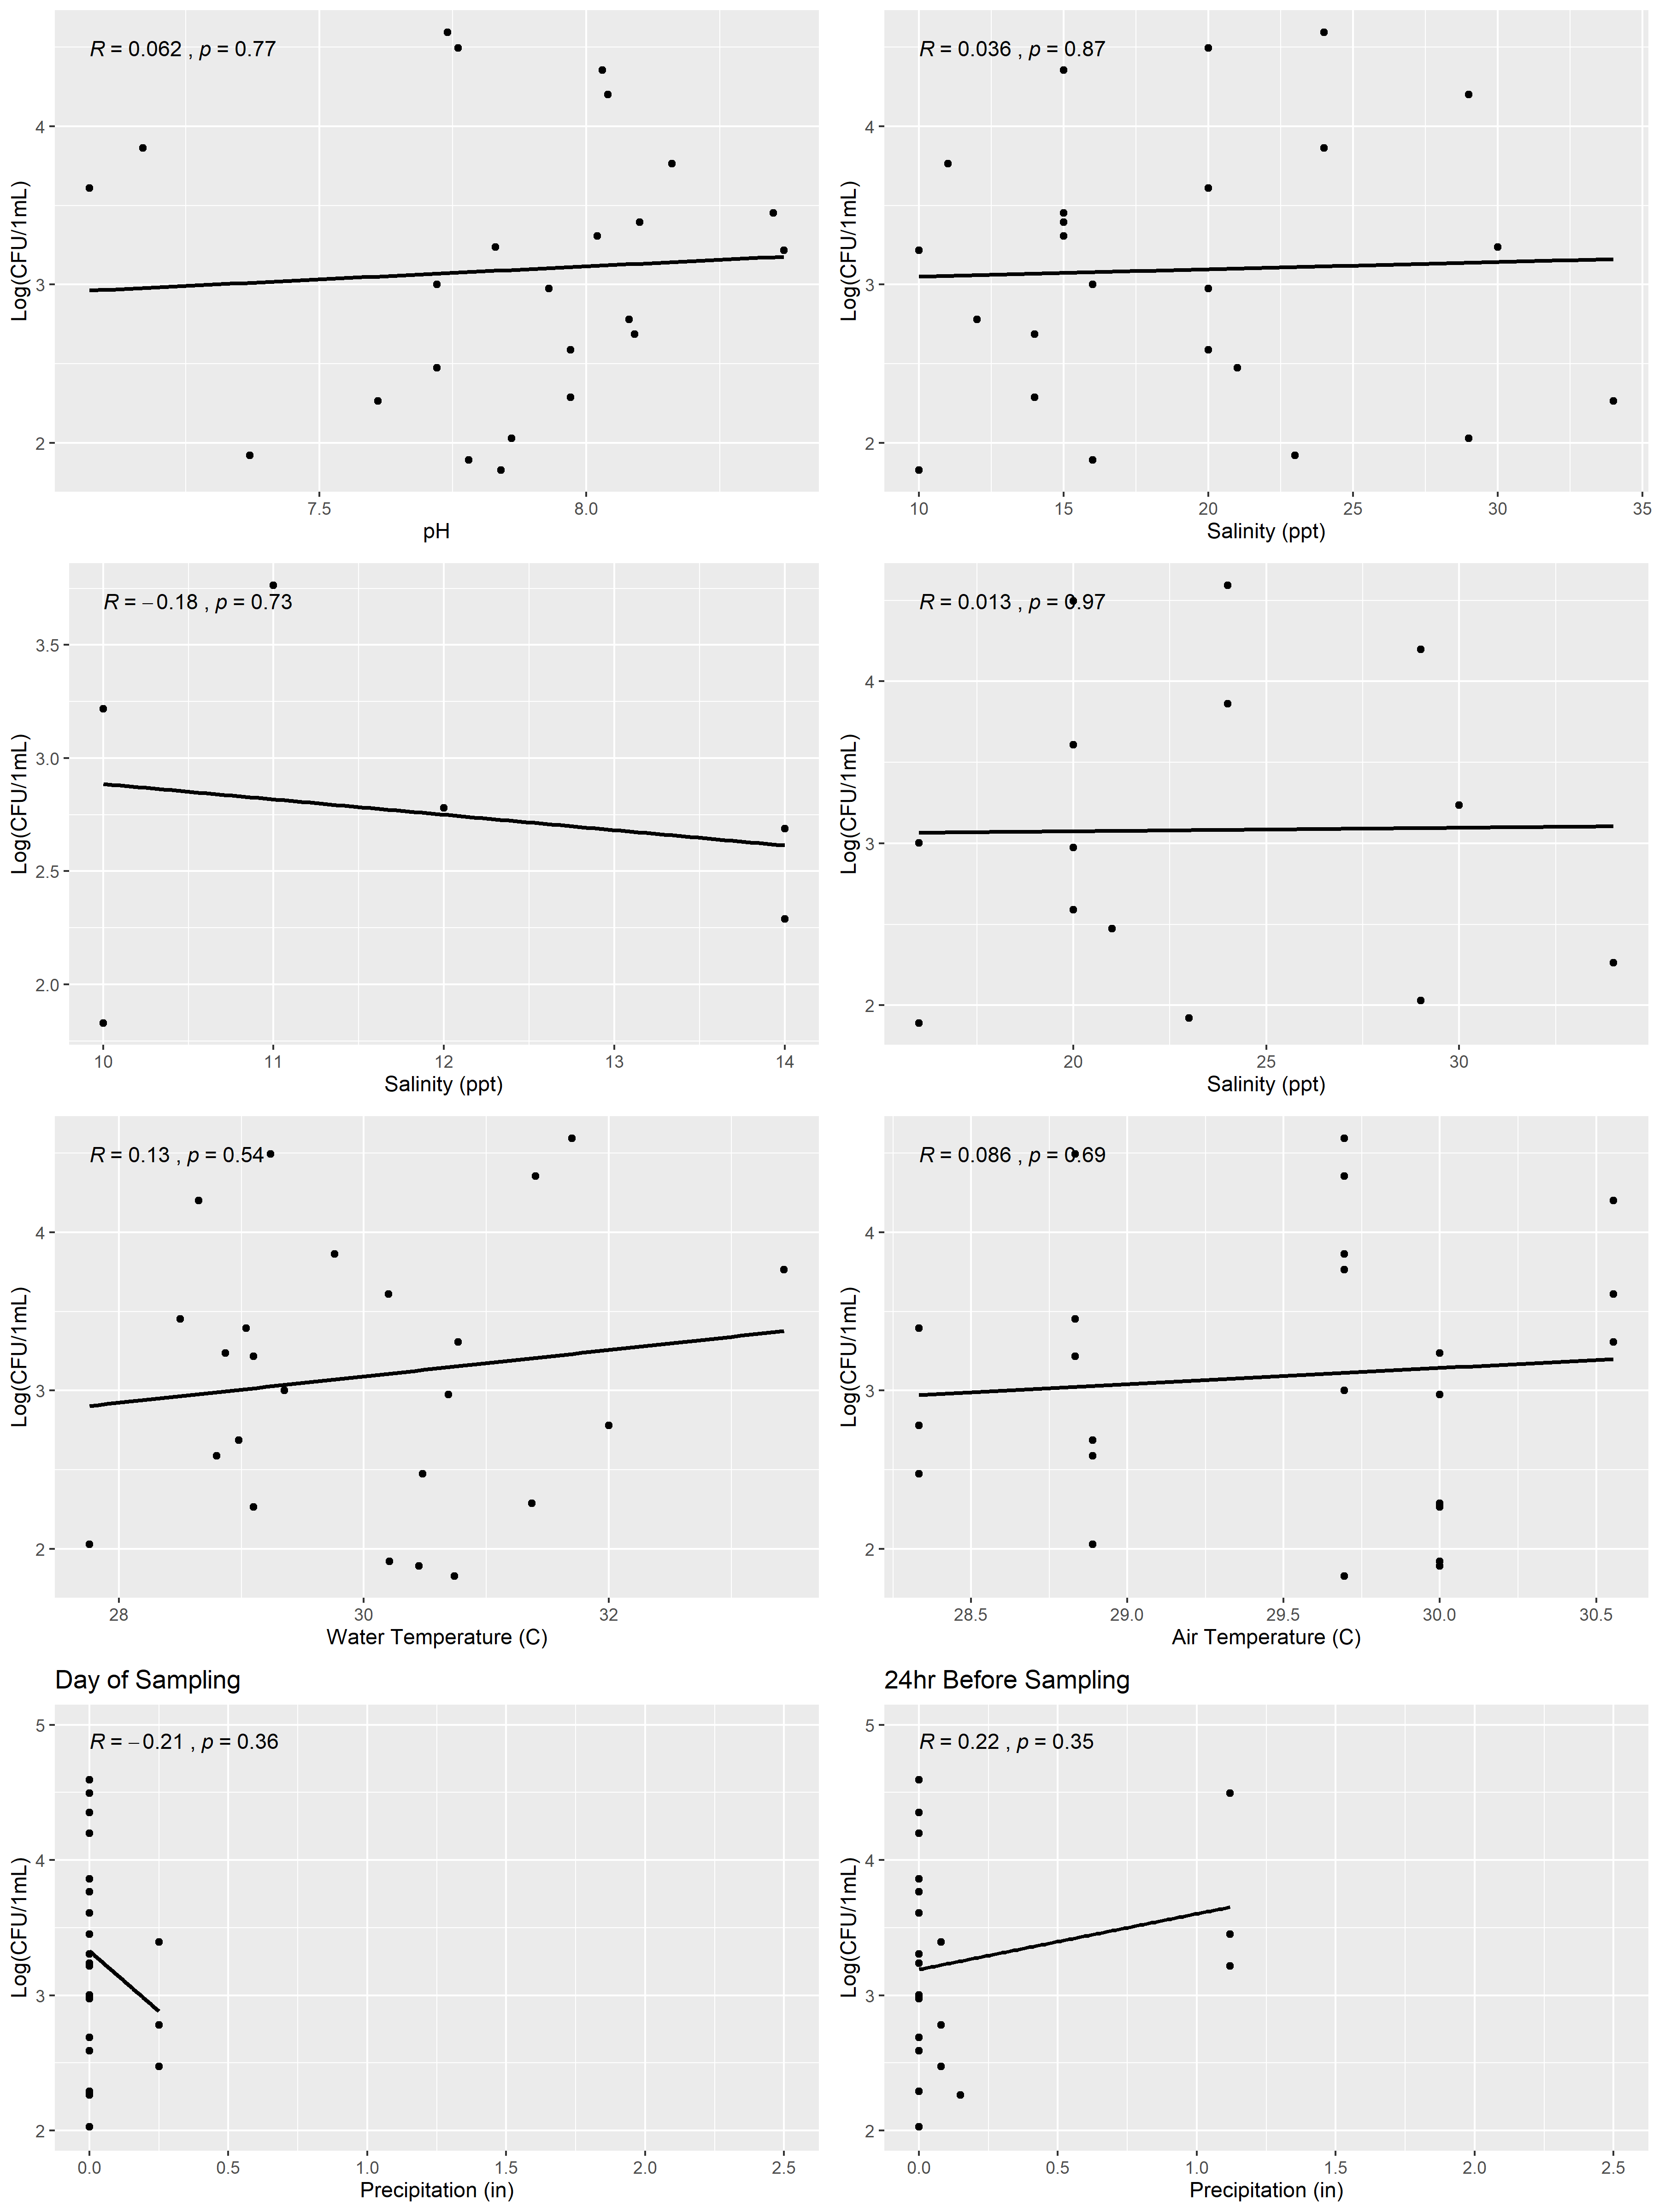 R = 0.062 , p = 0.77
Log(CFU/1mL)
4
3
2
7.5 8.0
pH
R = 0.036 , p = 0.87
Log(CFU/1mL)
4
3
2
10 15 20 25 30 35
Salinity (ppt)
R = −0.18 , p = 0.73
Log(CFU/1mL)
3.5
3.0
2.5
2.0
10 11 12 13 14
Salinity (ppt)
R = 0.013 , p = 0.97
Log(CFU/1mL)
4
3
2
20 25 30
Salinity (ppt)
R = 0.13 , p = 0.54
Log(CFU/1mL)
4
3
2
28 30 32
Water Temperature (C)
R = 0.086 , p = 0.69
Log(CFU/1mL)
4
3
2
28.5 29.0 29.5 30.0 30.5
Air Temperature (C)
Day of Sampling
R = −0.21 , p = 0.36
Log(CFU/1mL)
5
4
3
2
0.0 0.5 1.0 1.5 2.0 2.5
Precipitation (in)
24hr Before Sampling
R = 0.22 , p = 0.35
Log(CFU/1mL)
5
4
3
2
0.0 0.5 1.0 1.5 2.0 2.5
Precipitation (in)